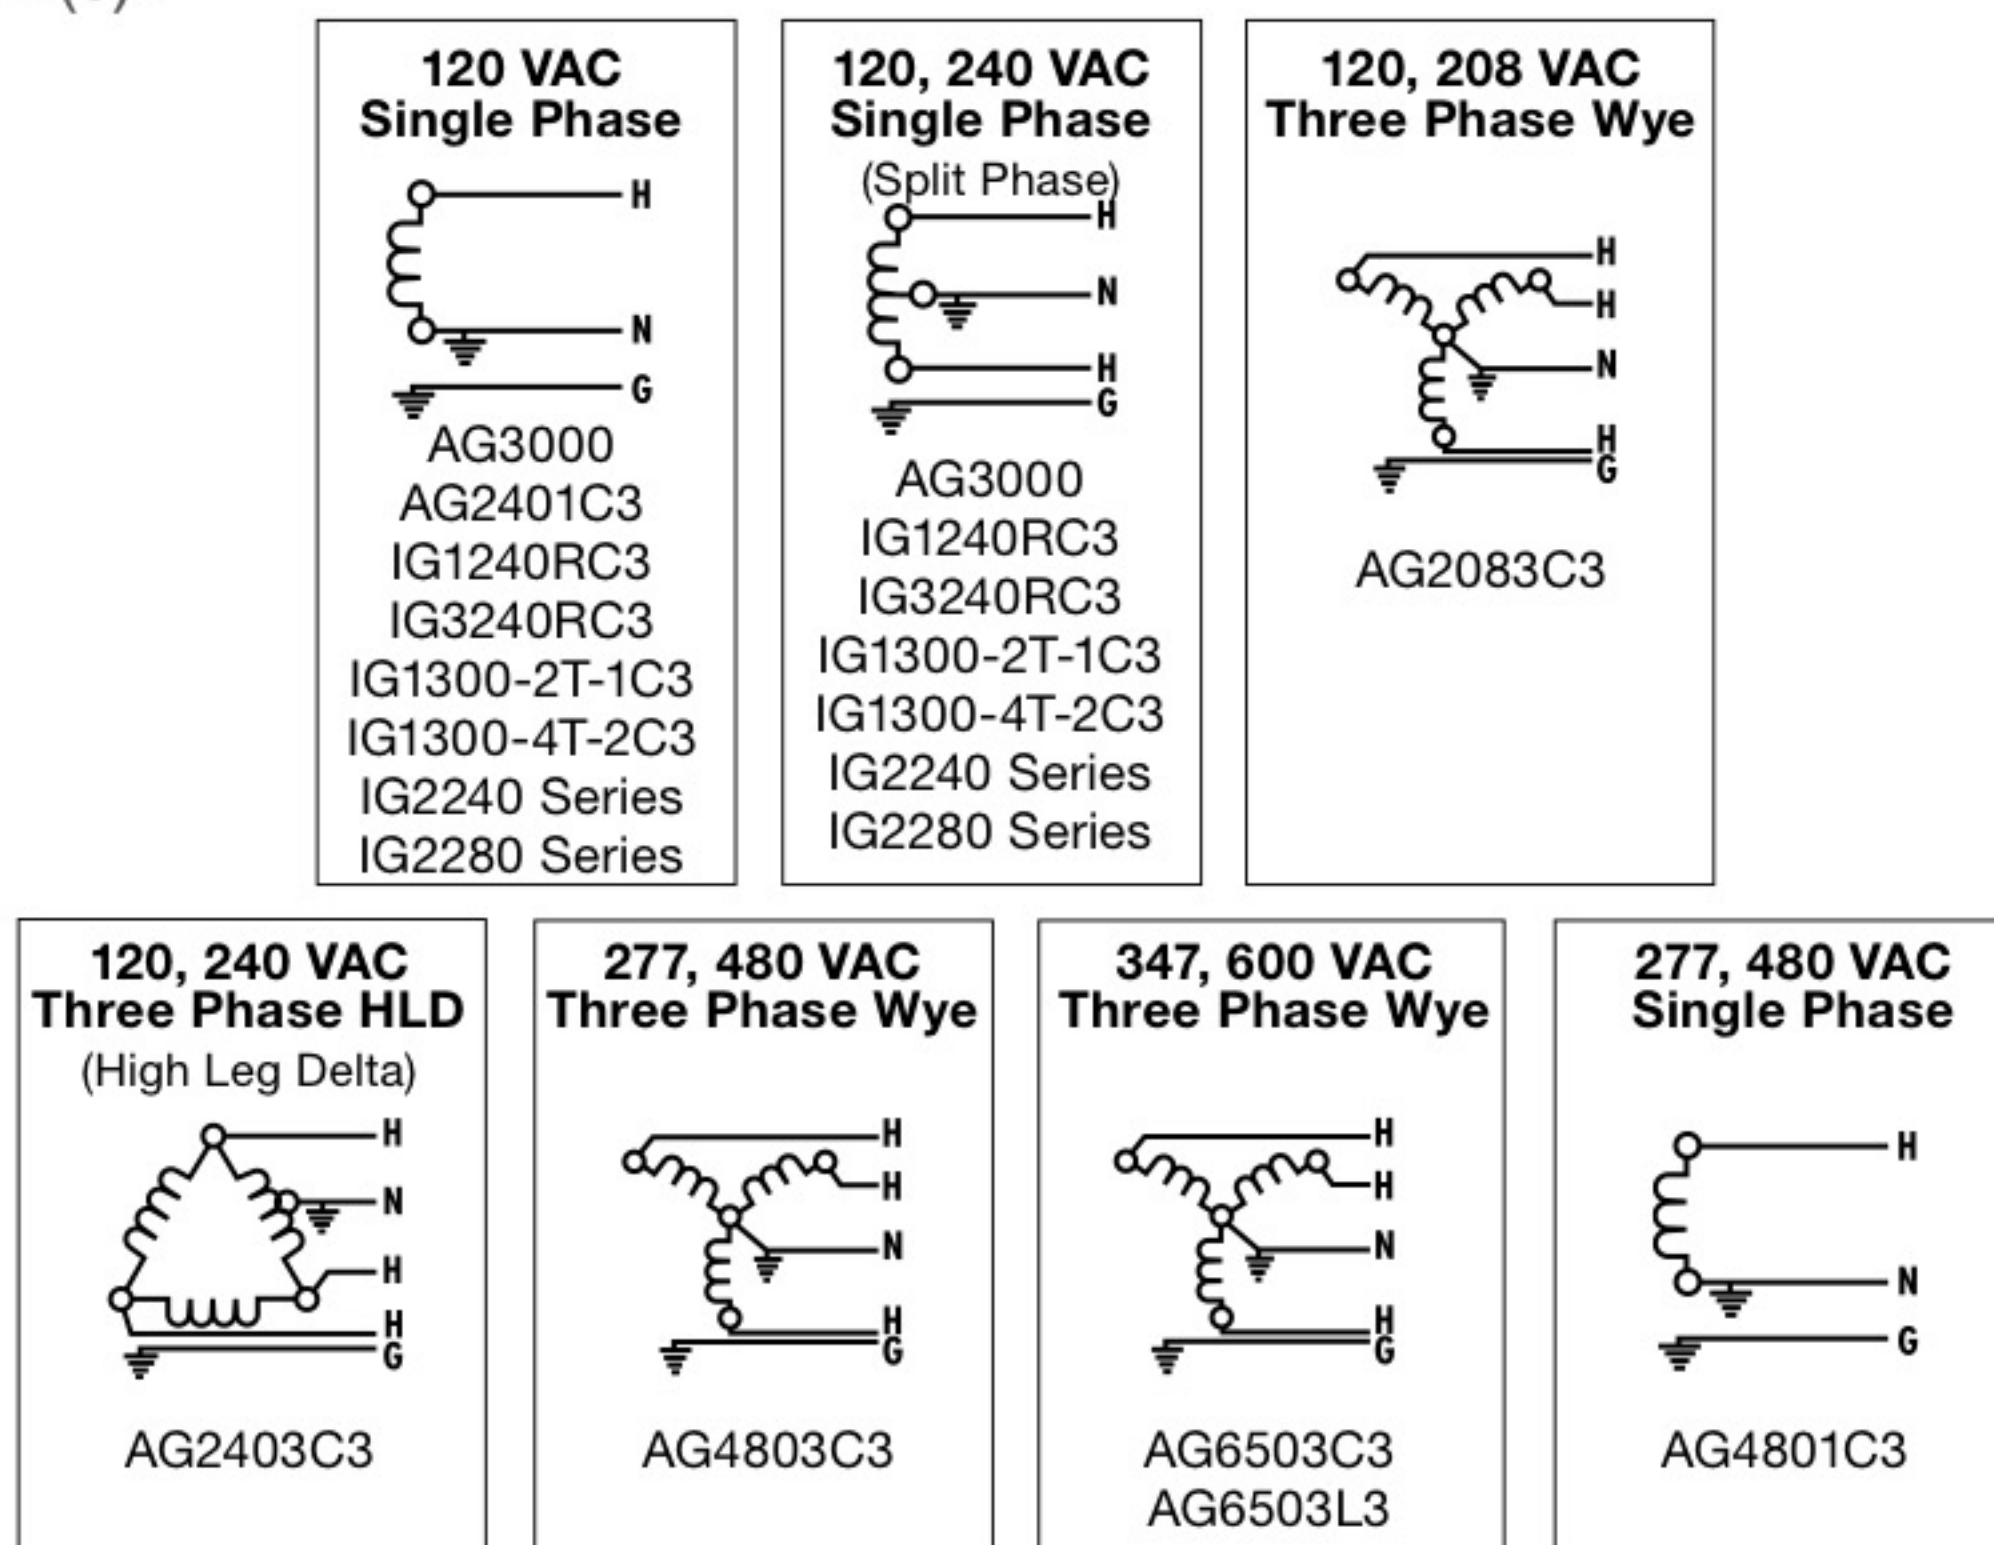 120 VAC
Single Phase
H
N
G
AG3000
AG2401C3
IG1240RC3
IG3240RC3
IG1300-2T-1C3
IG1300-4T-2C3
IG2240 Series
IG2280 Series
120, 240 VAC
Single Phase
(Split Phase)
H
N
H
G
AG3000
IG1240RC3
IG3240RC3
IG1300-2T-1C3
IG1300-4T-2C3
IG2240 Series
IG2280 Series
120, 208 VAC
Three Phase Wye
H
H
N
H
G
AG2083C3
120, 240 VAC
Three Phase HLD
(High Leg Delta)
H
N
H
H
G
AG2403C3
277, 480 VAC
Three Phase Wye
H
H
N
H
G
AG4803C3
347, 600 VAC
Three Phase Wye
H
H
N
H
G
AG6503C3
AG6503L3
277, 480 VAC
Single Phase
H
N
G
AG4801C3